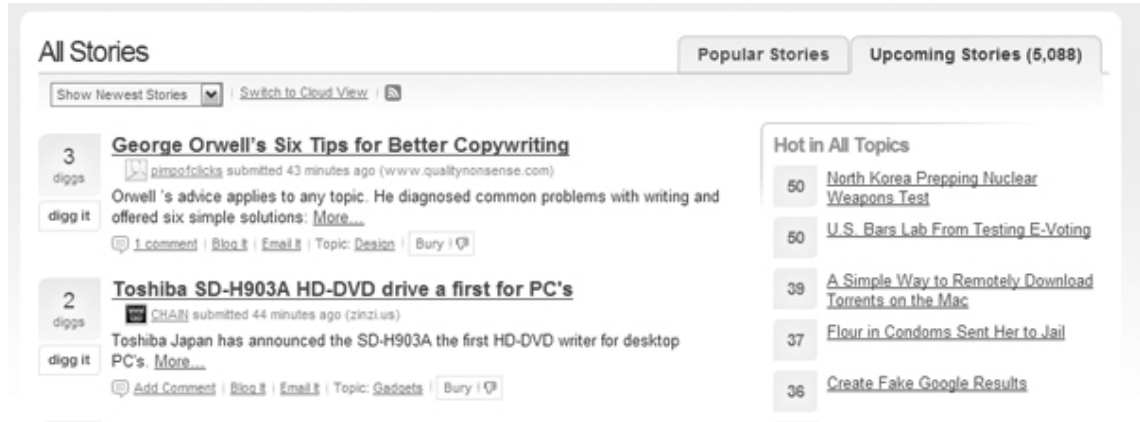 All Stories
Popular Stories
Upcoming Stories (5,088)
Show Newest Stories | Switch to Cloud View |
3
diggs
digg it
George Orwell's Six Tips for Better Copywriting
pimpofclicks submitted 43 minutes ago (www.qualitynonsense.com)
Orwell 's advice applies to any topic. He diagnosed common problems with writing and
offered six simple solutions: More...
1 comment | Blog It | Email It | Topic: Design | Bury |
2
diggs
digg it
Toshiba SD-H903A HD-DVD drive a first for PC's
CHAIN submitted 44 minutes ago (zinzi.us)
Toshiba Japan has announced the SD-H903A the first HD-DVD writer for desktop
PC's. More...
Add Comment | Blog It | Email It | Topic: Gadgets | Bury |
Hot in All Topics
50
North Korea Prepping Nuclear
Weapons Test
50
U.S. Bars Lab From Testing E-Voting
39
A Simple Way to Remotely Download
Torrents on the Mac
37
Flour in Condoms Sent Her to Jail
36
Create Fake Google Results